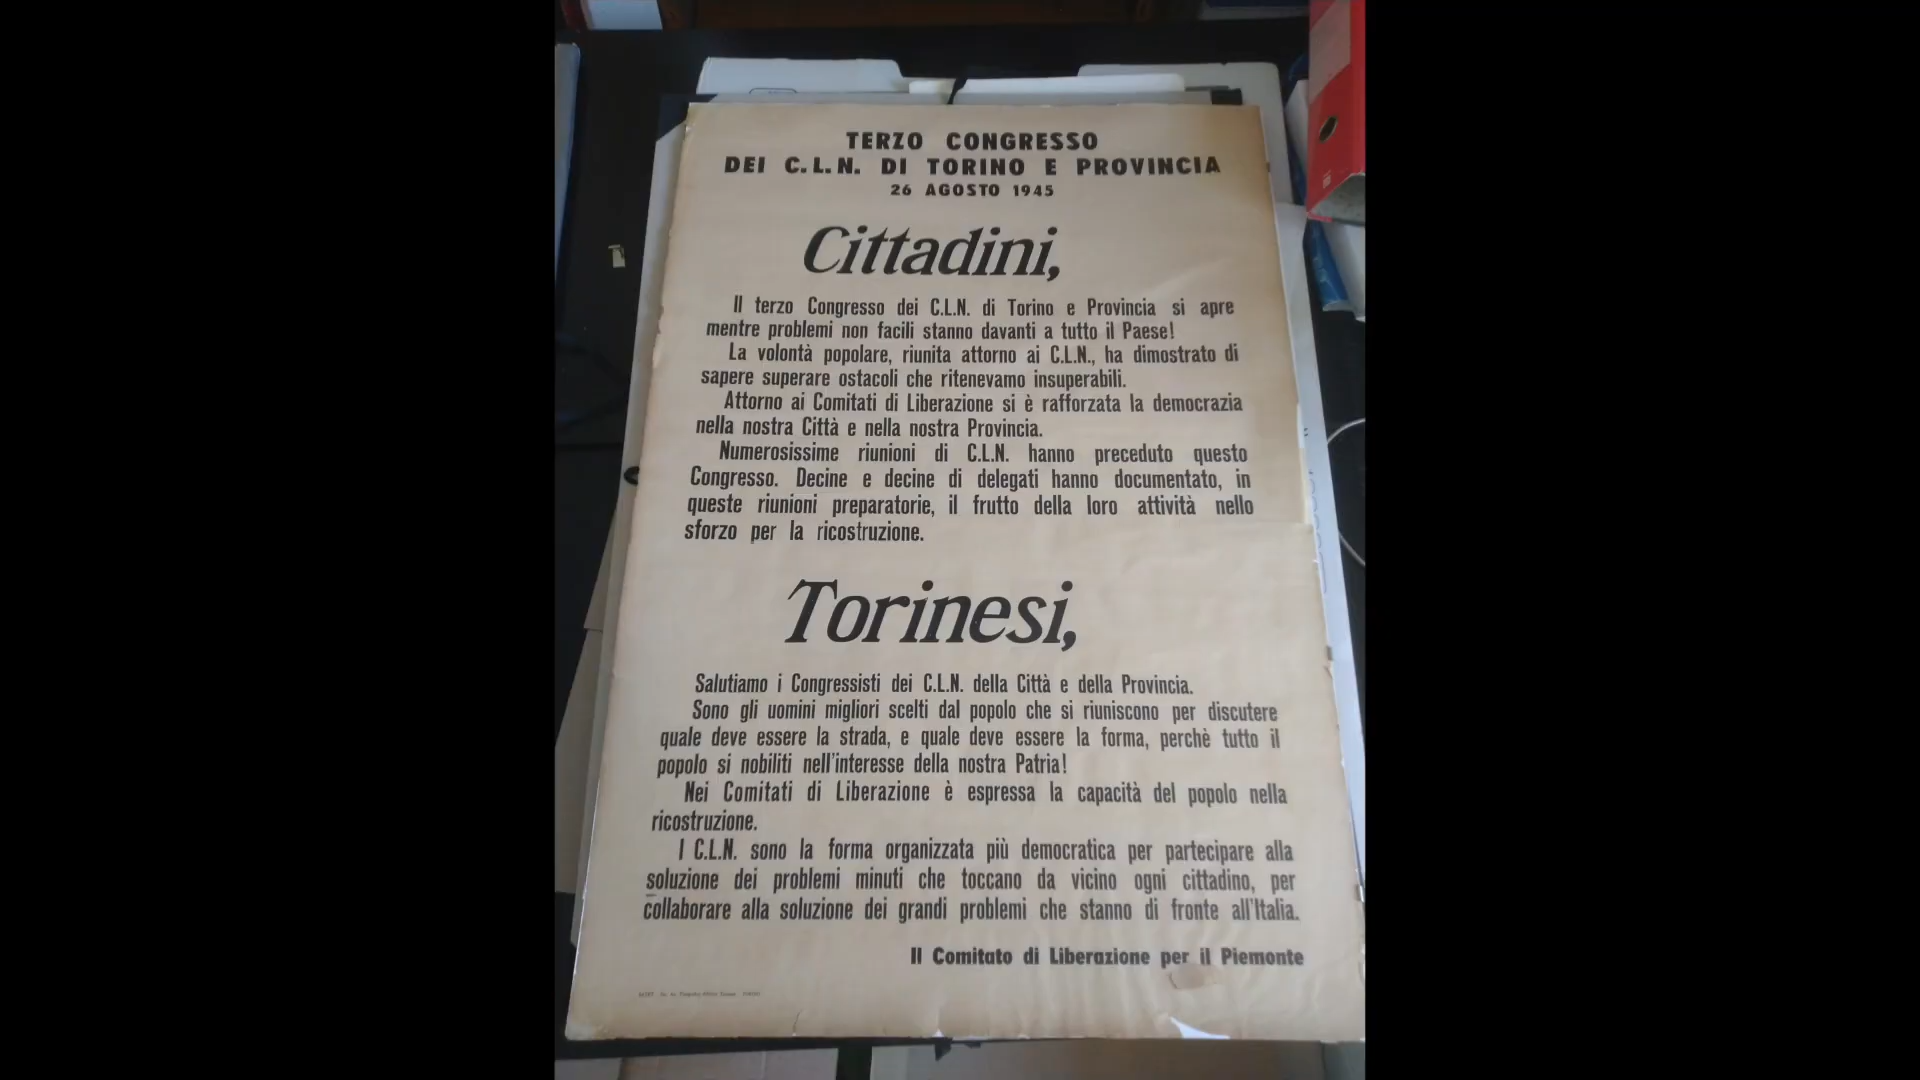 TERZO CONGRESSO
DEI C.L.N. DI TORINO E PROVINCIA
26 AGOSTO 1945
Cittadini,
Il terzo Congresso dei C.L.N. di Torino e Provincia si apre
mentre problemi non facili stanno davanti a tutto il Paese!
La volontà popolare, riunita attorno ai C.L.N., ha dimostrato di
sapere superare ostacoli che ritenevamo insuperabili.
Attorno ai Comitati di Liberazione si è rafforzata la democrazia
nella nostra Città e nella nostra Provincia.
Numerosissime riunioni di C.L.N. hanno preceduto questo
Congresso. Decine e decine di delegati hanno documentato, in
queste riunioni preparatorie, il frutto della loro attività nello
sforzo per la ricostruzione.
Torinesi,
Salutiamo i Congressisti dei C.L.N. della Città e della Provincia.
Sono gli uomini migliori scelti dal popolo che si riuniscono per discutere
quale deve essere la strada, e quale deve essere la forma, perchè tutto il
popolo si nobiliti nell'interesse della nostra Patria!
Nei Comitati di Liberazione è espressa la capacità del popolo nella
ricostruzione.
I C.L.N. sono la forma organizzata più democratica per partecipare alla
soluzione dei problemi minuti che toccano da vicino ogni cittadino, per
collaborare alla soluzione dei grandi problemi che stanno di fronte all'Italia.
Il Comitato di Liberazione per il Piemonte